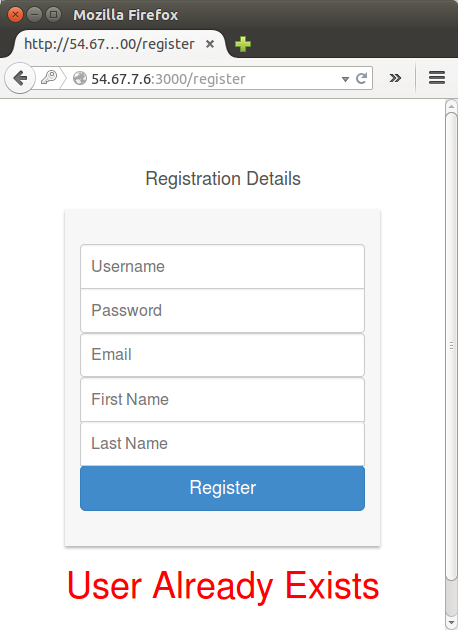 Mozilla Firefox
http://54.67...00/register
54.67.7.6:3000/register
Registration Details
Username
Password
Email
First Name
Last Name
Register
User Already Exists